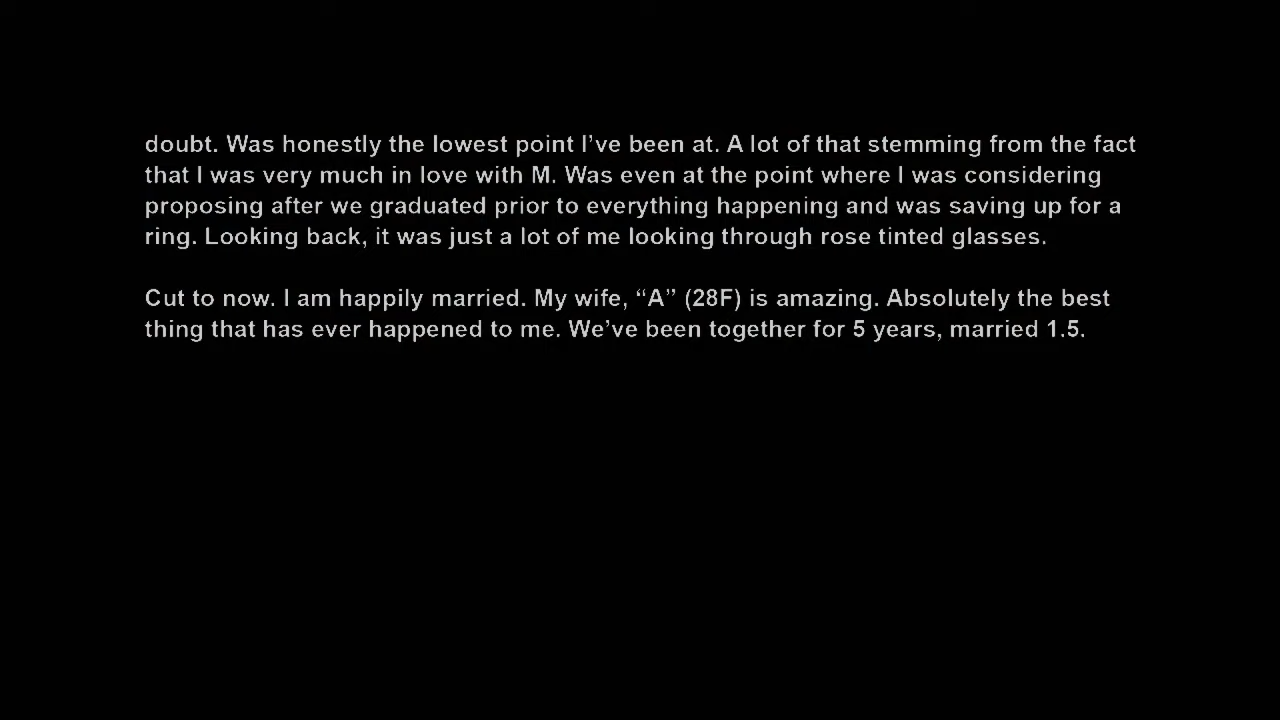 doubt. Was honestly the lowest point I’ve been at. A lot of that stemming from the fact
that I was very much in love with M. Was even at the point where I was considering
proposing after we graduated prior to everything happening and was saving up for a
ring. Looking back, it was just a lot of me looking through rose tinted glasses.
Cut to now. I am happily married. My wife, “A” (28F) is amazing. Absolutely the best
thing that has ever happened to me. We’ve been together for 5 years, married 1.5.